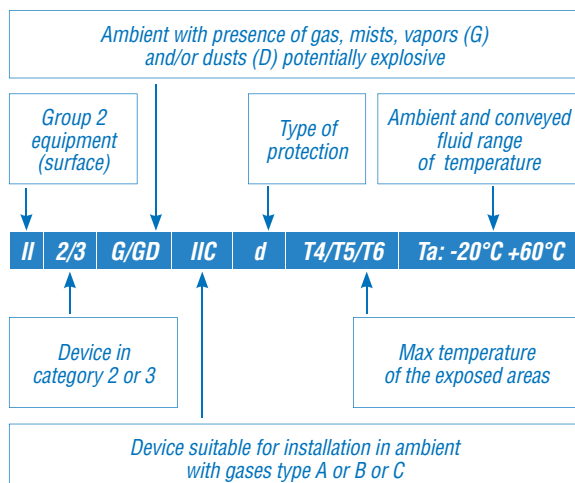 Ambient with presence of gas, mists, vapors (G)
and/or dusts (D) potentially explosive
Group 2
equipment
(surface)
Type of
protection
Ambient and conveyed
fluid range
of temperature
II 2/3 G/GD IIC d T4/T5/T6 Ta: -20°C +60°C
Device in
category 2 or 3
Max temperature
of the exposed areas
Device suitable for installation in ambient
with gases type A or B or C